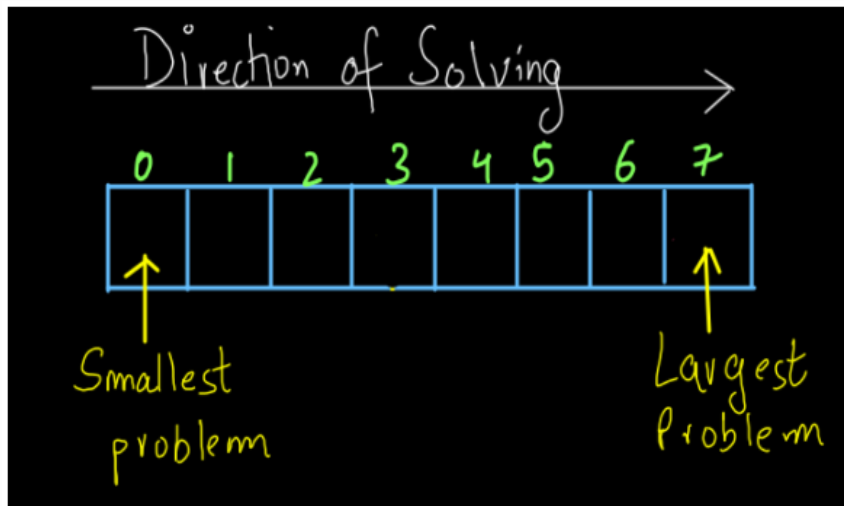 Direction of Solving
0 1 2 3 4 5 6 7
Smallest
problem
Largest
Problem